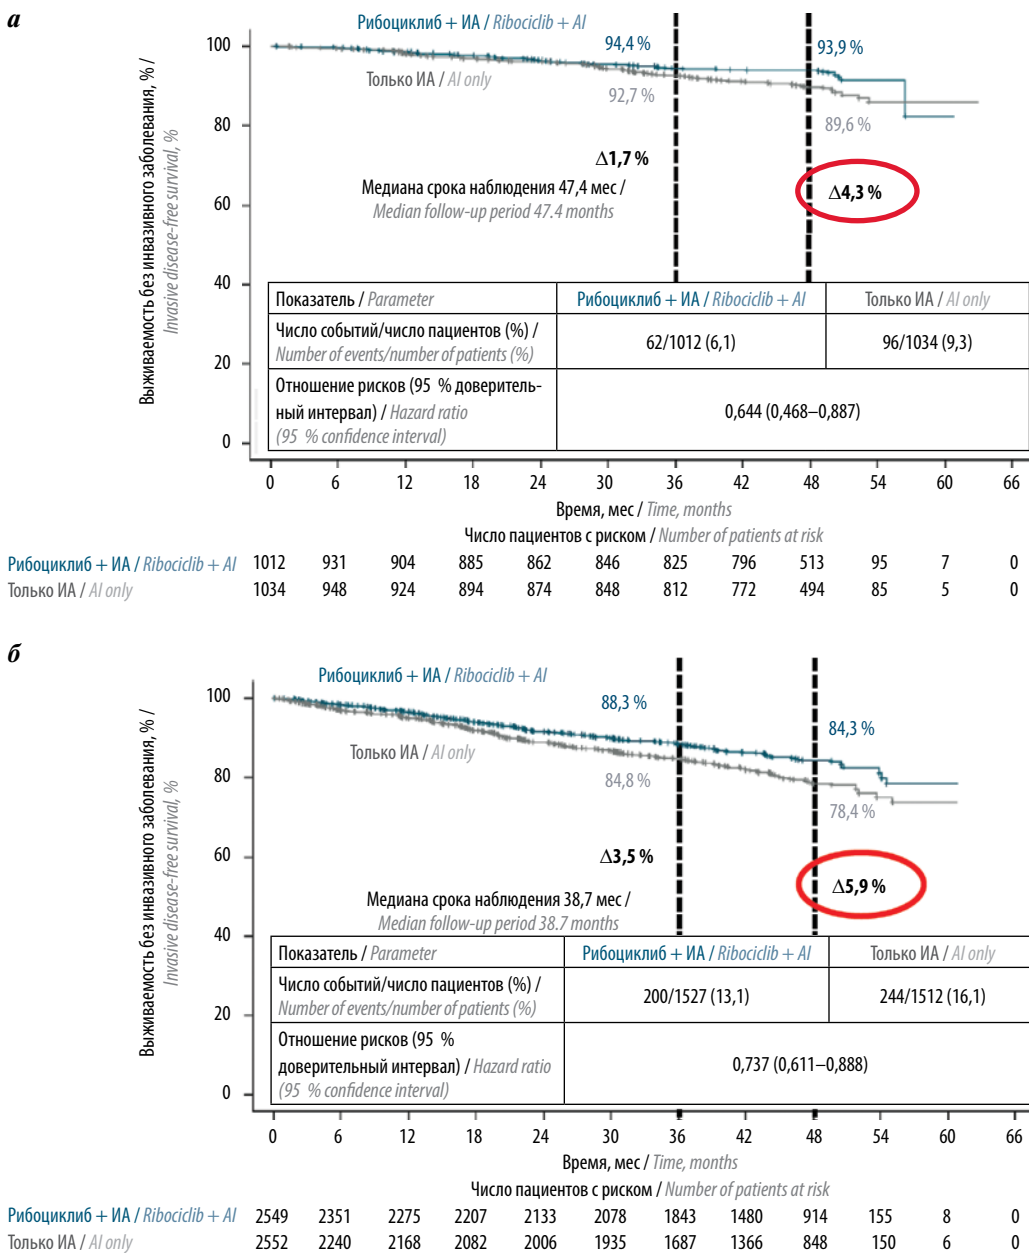 а
Рибоциклиб + ИА / Ribociclib + AI
94,4 %
93,9 %
Только ИА / AI only
92,7 %
89,6 %
Δ1,7 %
Δ4,3 %
Медиана срока наблюдения 47,4 мес /
Median follow-up period 47.4 months
Выживаемость без инвазивного заболевания, % /
Invasive disease-free survival, %
100
80
60
40
20
0
Показатель / Parameter
Рибоциклиб + ИА / Ribociclib + AI
Только ИА / AI only
Число событий/число пациентов (%) /
Number of events/number of patients (%)
62/1012 (6,1)
96/1034 (9,3)
Отношение рисков (95 % доверитель-
ный интервал) / Hazard ratio
(95 % confidence interval)
0,644 (0,468–0,887)
0 6 12 18 24 30 36 42 48 54 60 66
Время, мес / Time, months
Число пациентов с риском / Number of patients at risk
Рибоциклиб + ИА / Ribociclib + AI 1012 931 904 885 862 846 825 796 513 95 7 0
Только ИА / AI only 1034 948 924 894 874 848 812 772 494 85 5 0
б
Рибоциклиб + ИА / Ribociclib + AI
88,3 %
84,3 %
Только ИА / AI only
84,8 %
78,4 %
Δ3,5 %
Δ5,9 %
Медиана срока наблюдения 38,7 мес /
Median follow-up period 38.7 months
Выживаемость без инвазивного заболевания, % /
Invasive disease-free survival, %
100
80
60
40
20
0
Показатель / Parameter
Рибоциклиб + ИА / Ribociclib + AI
Только ИА / AI only
Число событий/число пациентов (%) /
Number of events/number of patients (%)
200/1527 (13,1)
244/1512 (16,1)
Отношение рисков (95 %
доверительный интервал) / Hazard ratio
(95 % confidence interval)
0,737 (0,611–0,888)
0 6 12 18 24 30 36 42 48 54 60 66
Время, мес / Time, months
Число пациентов с риском / Number of patients at risk
Рибоциклиб + ИА / Ribociclib + AI 2549 2351 2275 2207 2133 2078 1843 1480 914 155 8 0
Только ИА / AI only 2552 2240 2168 2082 2006 1935 1687 1366 848 150 6 0